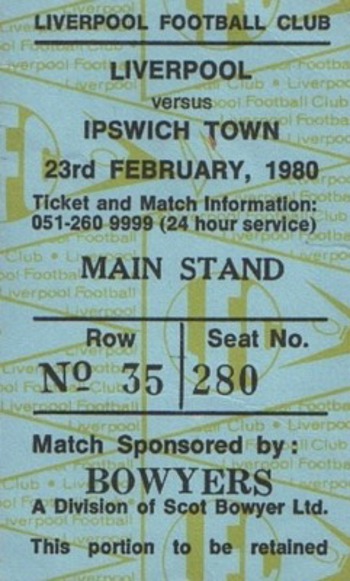 LIVERPOOL FOOTBALL CLUB
LIVERPOOL
versus
IPSWICH TOWN
23rd FEBRUARY, 1980
Ticket and Match Information:
051-260 9999 (24 hour service)
MAIN STAND
Row Seat No.
Nº 35 280
Match Sponsored by:
BOWYERS
A Division of Scot Bowyer Ltd.
This portion to be retained